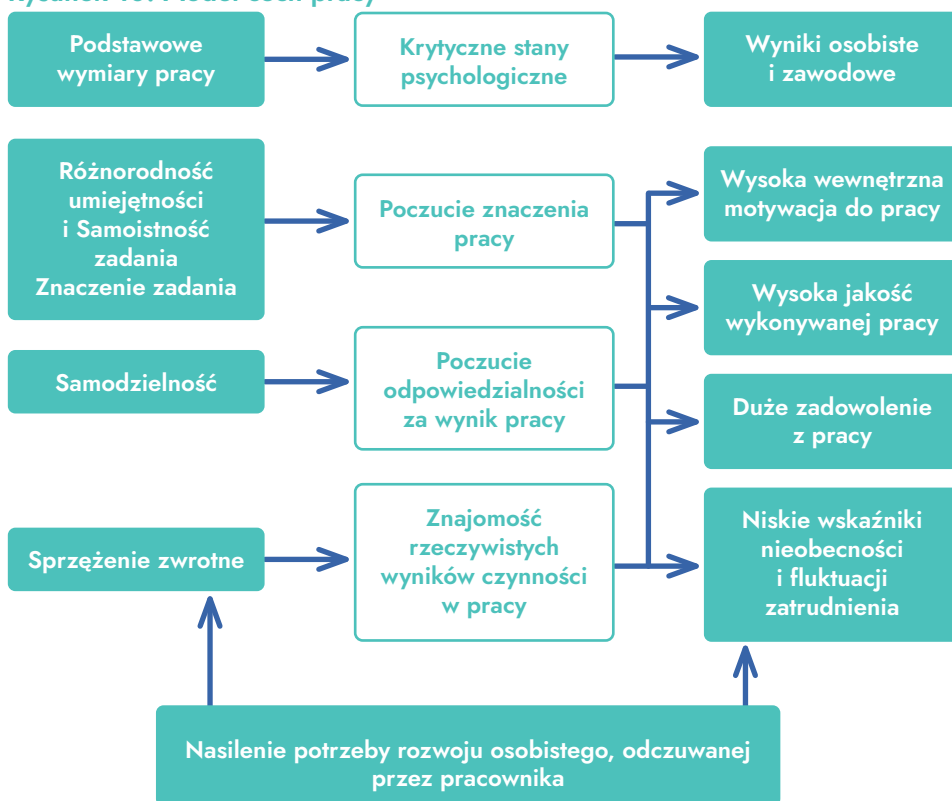 Podstawowe
wymiary pracy
Krytyczne stany
psychologiczne
Wyniki osobiste
i zawodowe
Różnorodność
umiejętności
i Samoistność
zadania
Znaczenie zadania
Poczucie znaczenia
pracy
Wysoka wewnętrzna
motywacja do pracy
Wysoka jakość
wykonywanej pracy
Samodzielność
Poczucie
odpowiedzialności
za wynik pracy
Duże zadowolenie
z pracy
Sprzężenie zwrotne
Znajomość
rzeczywistych
wyników czynności
w pracy
Niskie wskaźniki
nieobecności
i fluktuacji
zatrudnienia
Nasilenie potrzeby rozwoju osobistego, odczuwanej
przez pracownika